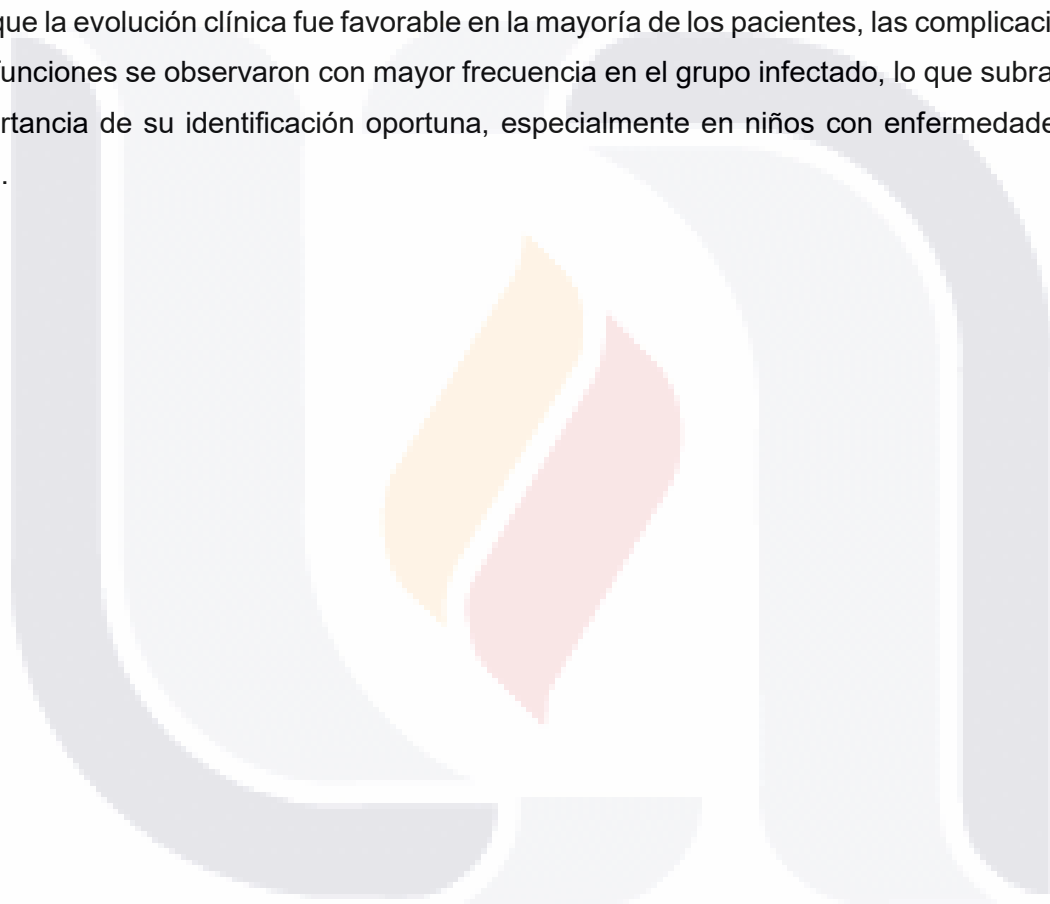 que la evolución clínica fue favorable en la mayoría de los pacientes, las complicaci
funciones se observaron con mayor frecuencia en el grupo infectado, lo que subra
rtancia de su identificación oportuna, especialmente en niños con enfermedade
.